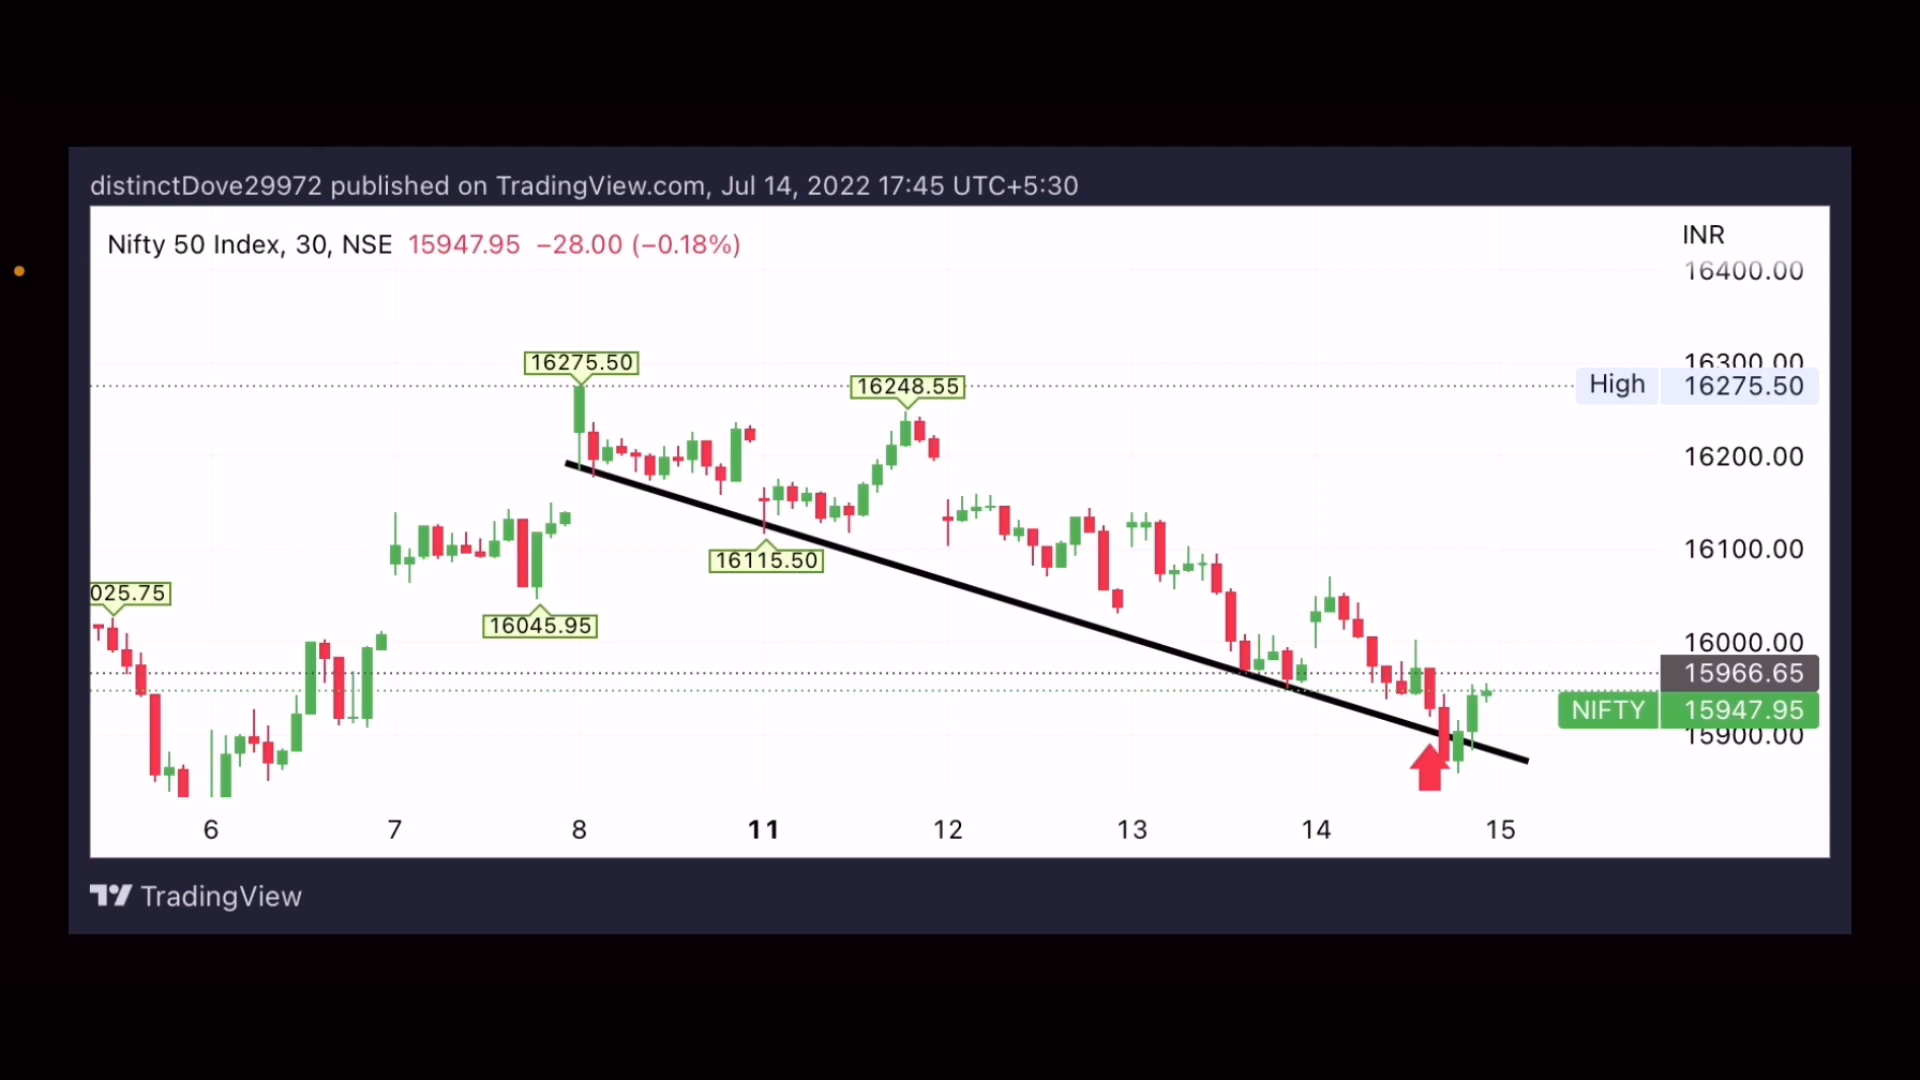 distinctDove29972 published on TradingView.com, Jul 14, 2022 17:45 UTC+5:30
Nifty 50 Index, 30, NSE 15947.95 −28.00 (−0.18%)
INR
16400.00
16300.00
16275.50
16248.55
High 16275.50
16200.00
16115.50
16100.00
025.75
16045.95
16000.00
15966.65
NIFTY 15947.95
15900.00
6 7 8 11 12 13 14 15
TradingView